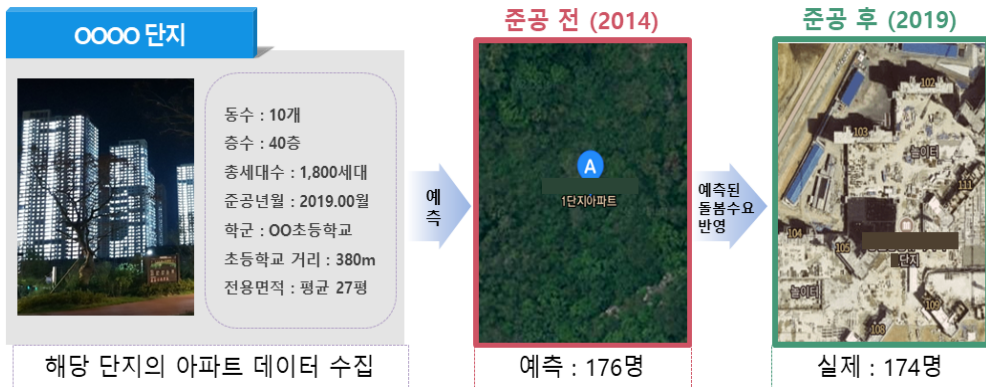 OOOO 단지
동수 : 10개
층수 : 40층
총세대수 : 1,800세대
준공년월 : 2019.00월
학군 : OO초등학교
초등학교 거리 : 380m
전용면적 : 평균 27평
해당 단지의 아파트 데이터 수집
예
측
준공 전 (2014)
A
1단지아파트
예측 : 176명
예측된
돌봄수요
반영
준공 후 (2019)
102
103
놀이터
111
104
105
단지
놀이터
109
108
실제 : 174명